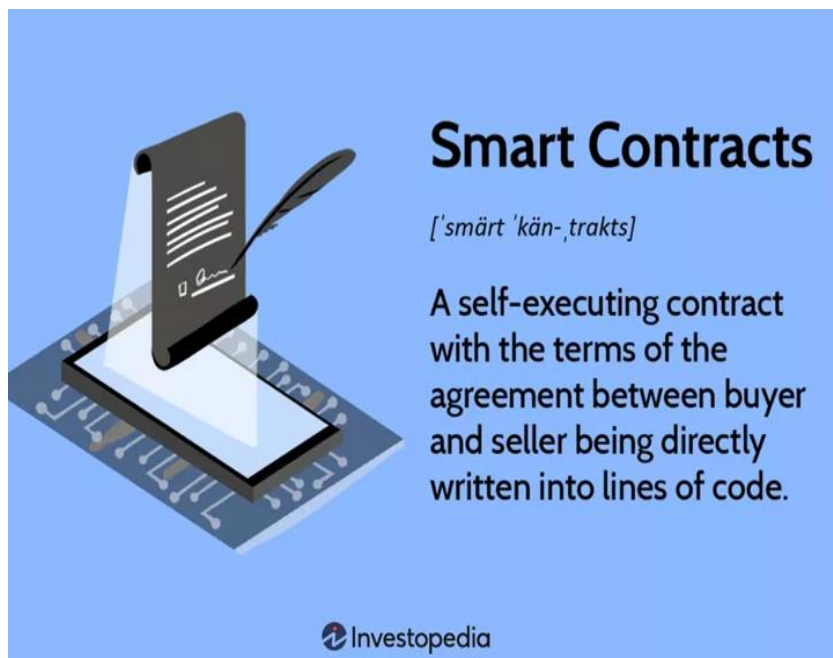 Smart Contracts
[ˈsmärt ˈkän-ˌtrakts]
A self-executing contract
with the terms of the
agreement between buyer
and seller being directly
written into lines of code.
Investopedia